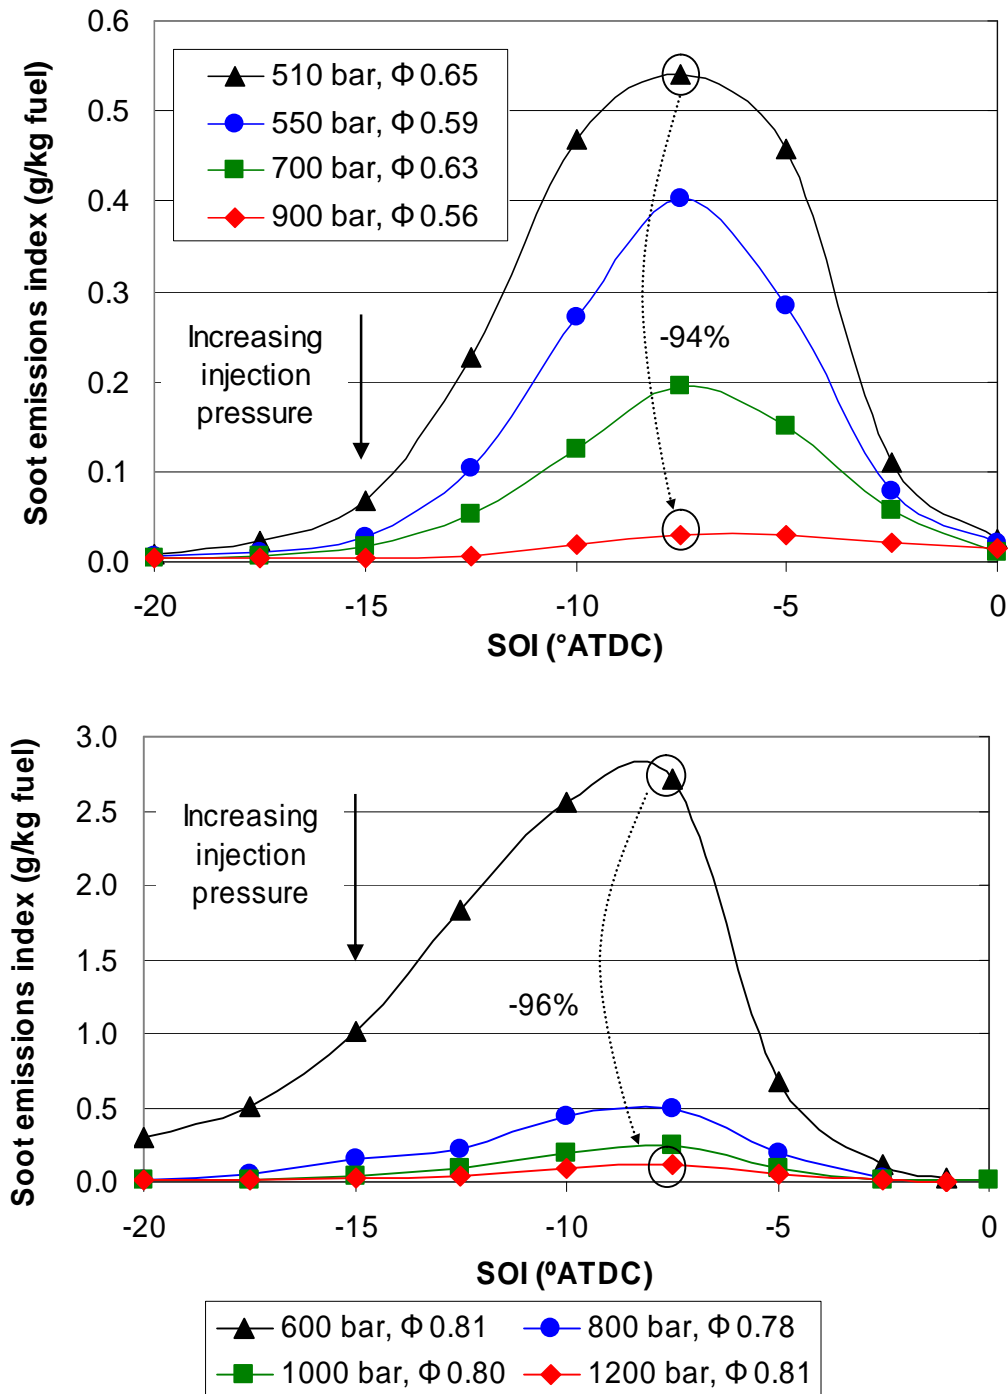 Soot emissions index (g/kg fuel)
0.6
0.5
0.4
0.3
0.2
0.1
0.0
510 bar, Φ 0.65
550 bar, Φ 0.59
700 bar, Φ 0.63
900 bar, Φ 0.56
Increasing
injection
pressure
-94%
-20
-15
-10
-5
0
SOI (°ATDC)
Soot emissions index (g/kg fuel)
3.0
2.5
2.0
1.5
1.0
0.5
0.0
Increasing
injection
pressure
-96%
-20
-15
-10
-5
0
SOI (ºATDC)
600 bar, Φ 0.81
800 bar, Φ 0.78
1000 bar, Φ 0.80
1200 bar, Φ 0.81